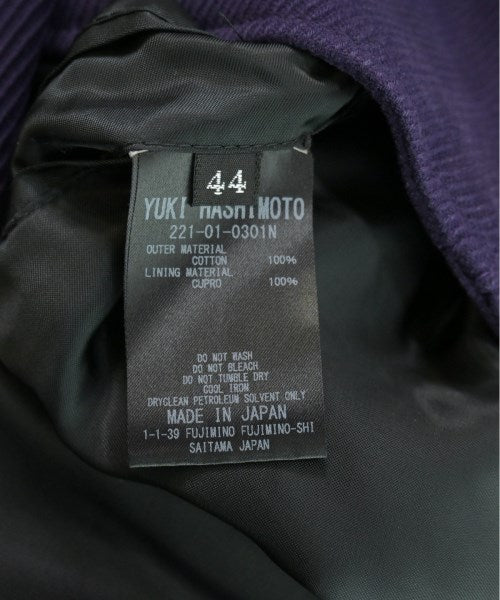 44
YUKI HASHIMOTO
221-01-0301N
OUTER MATERIAL
COTTON 100%
LINING MATERIAL
CUPRO 100%
DO NOT WASH
DO NOT BLEACH
DO NOT TUMBLE DRY
COOL IRON
DRYCLEAN PETROLEUM SOLVENT ONLY
MADE IN JAPAN
1-1-39 FUJIMINO FUJIMINO-SHI
SAITAMA JAPAN